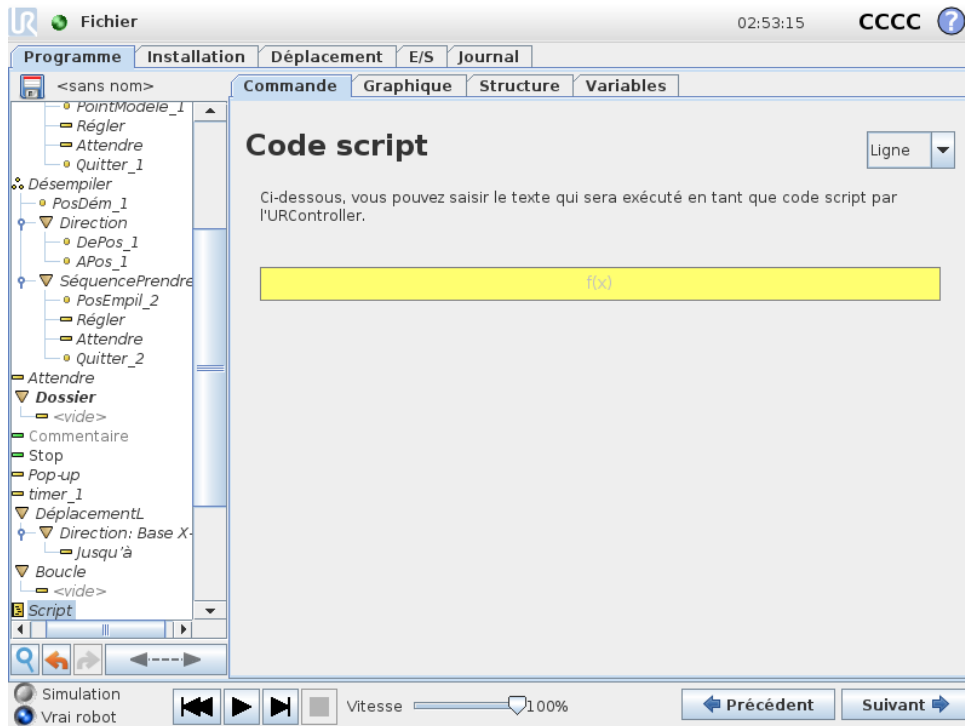 UR Fichier 02:53:15 CCCC ?
Programme Installation Déplacement E/S Journal
<sans nom> Commande Graphique Structure Variables
PointModèle_1
Régler
Attendre
Quitter_1
Désempiler
PosDém_1
Direction
DePos_1
APos_1
SéquencePrendre
PosEmpil_2
Régler
Attendre
Quitter_2
Attendre
Dossier
<vide>
Commentaire
Stop
Pop-up
timer_1
DéplacementL
Direction: Base X-
Jusqu'à
Boucle
<vide>
Script
Code script
Ligne
Ci-dessous, vous pouvez saisir le texte qui sera exécuté en tant que code script par
l'URController.
f(x)
Simulation
Vrai robot
Vitesse 100%
Précédent Suivant